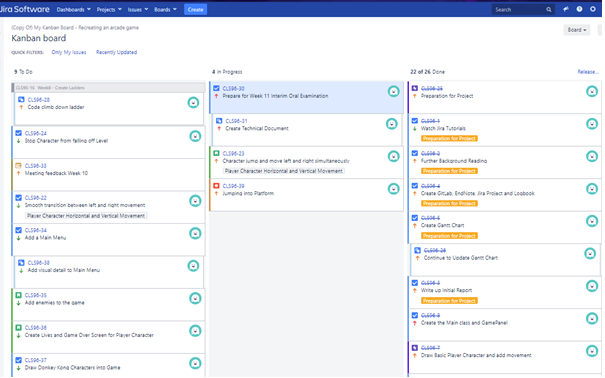 Jira Software
Dashboards
Projects
Issues
Boards
Create
Search
(Copy Of) My Kanban Board - Recreating an arcade game
Kanban board
Board
QUICK FILTERS:
Only My Issues
Recently Updated
9 To Do
CLS96-28
Code climb down ladder
CLS96-24
Stop Character from falling off Level
CLS96-33
Meeting feedback Week 10
CLS96-22
Smooth transition between left and right movement
Player Character Horizontal and Vertical Movement
CLS96-34
Add a Main Menu
CLS96-38
Add visual detail to Main Menu
CLS96-35
Add enemies to the game
CLS96-36
Create Lives and Game Over Screen for Player Character
CLS96-37
Draw Donkey Kong Characters into Game
4 In Progress
CLS96-30
Prepare for Week 11 Interim Oral Examination
CLS96-31
Create Technical Document
CLS96-23
Character jump and move left and right simultaneously
Player Character Horizontal and Vertical Movement
CLS96-39
Jumping into Platform
22 of 26 Done
Release...
Preparation for Project
CLS96-1
Watch Jira Tutorials
Preparation for Project
CLS96-2
Further Background Reading
Preparation for Project
CLS96-4
Create GitLab, EndNote, Jira Project and Logbook
Preparation for Project
CLS96-5
Create Gantt Chart
Preparation for Project
CLS96-26
Continue to Update Gantt Chart
CLS96-3
Write up Initial Report
Preparation for Project
Create the Main class and GamePanel
CLS96-7
Draw Basic Player Character and add movement